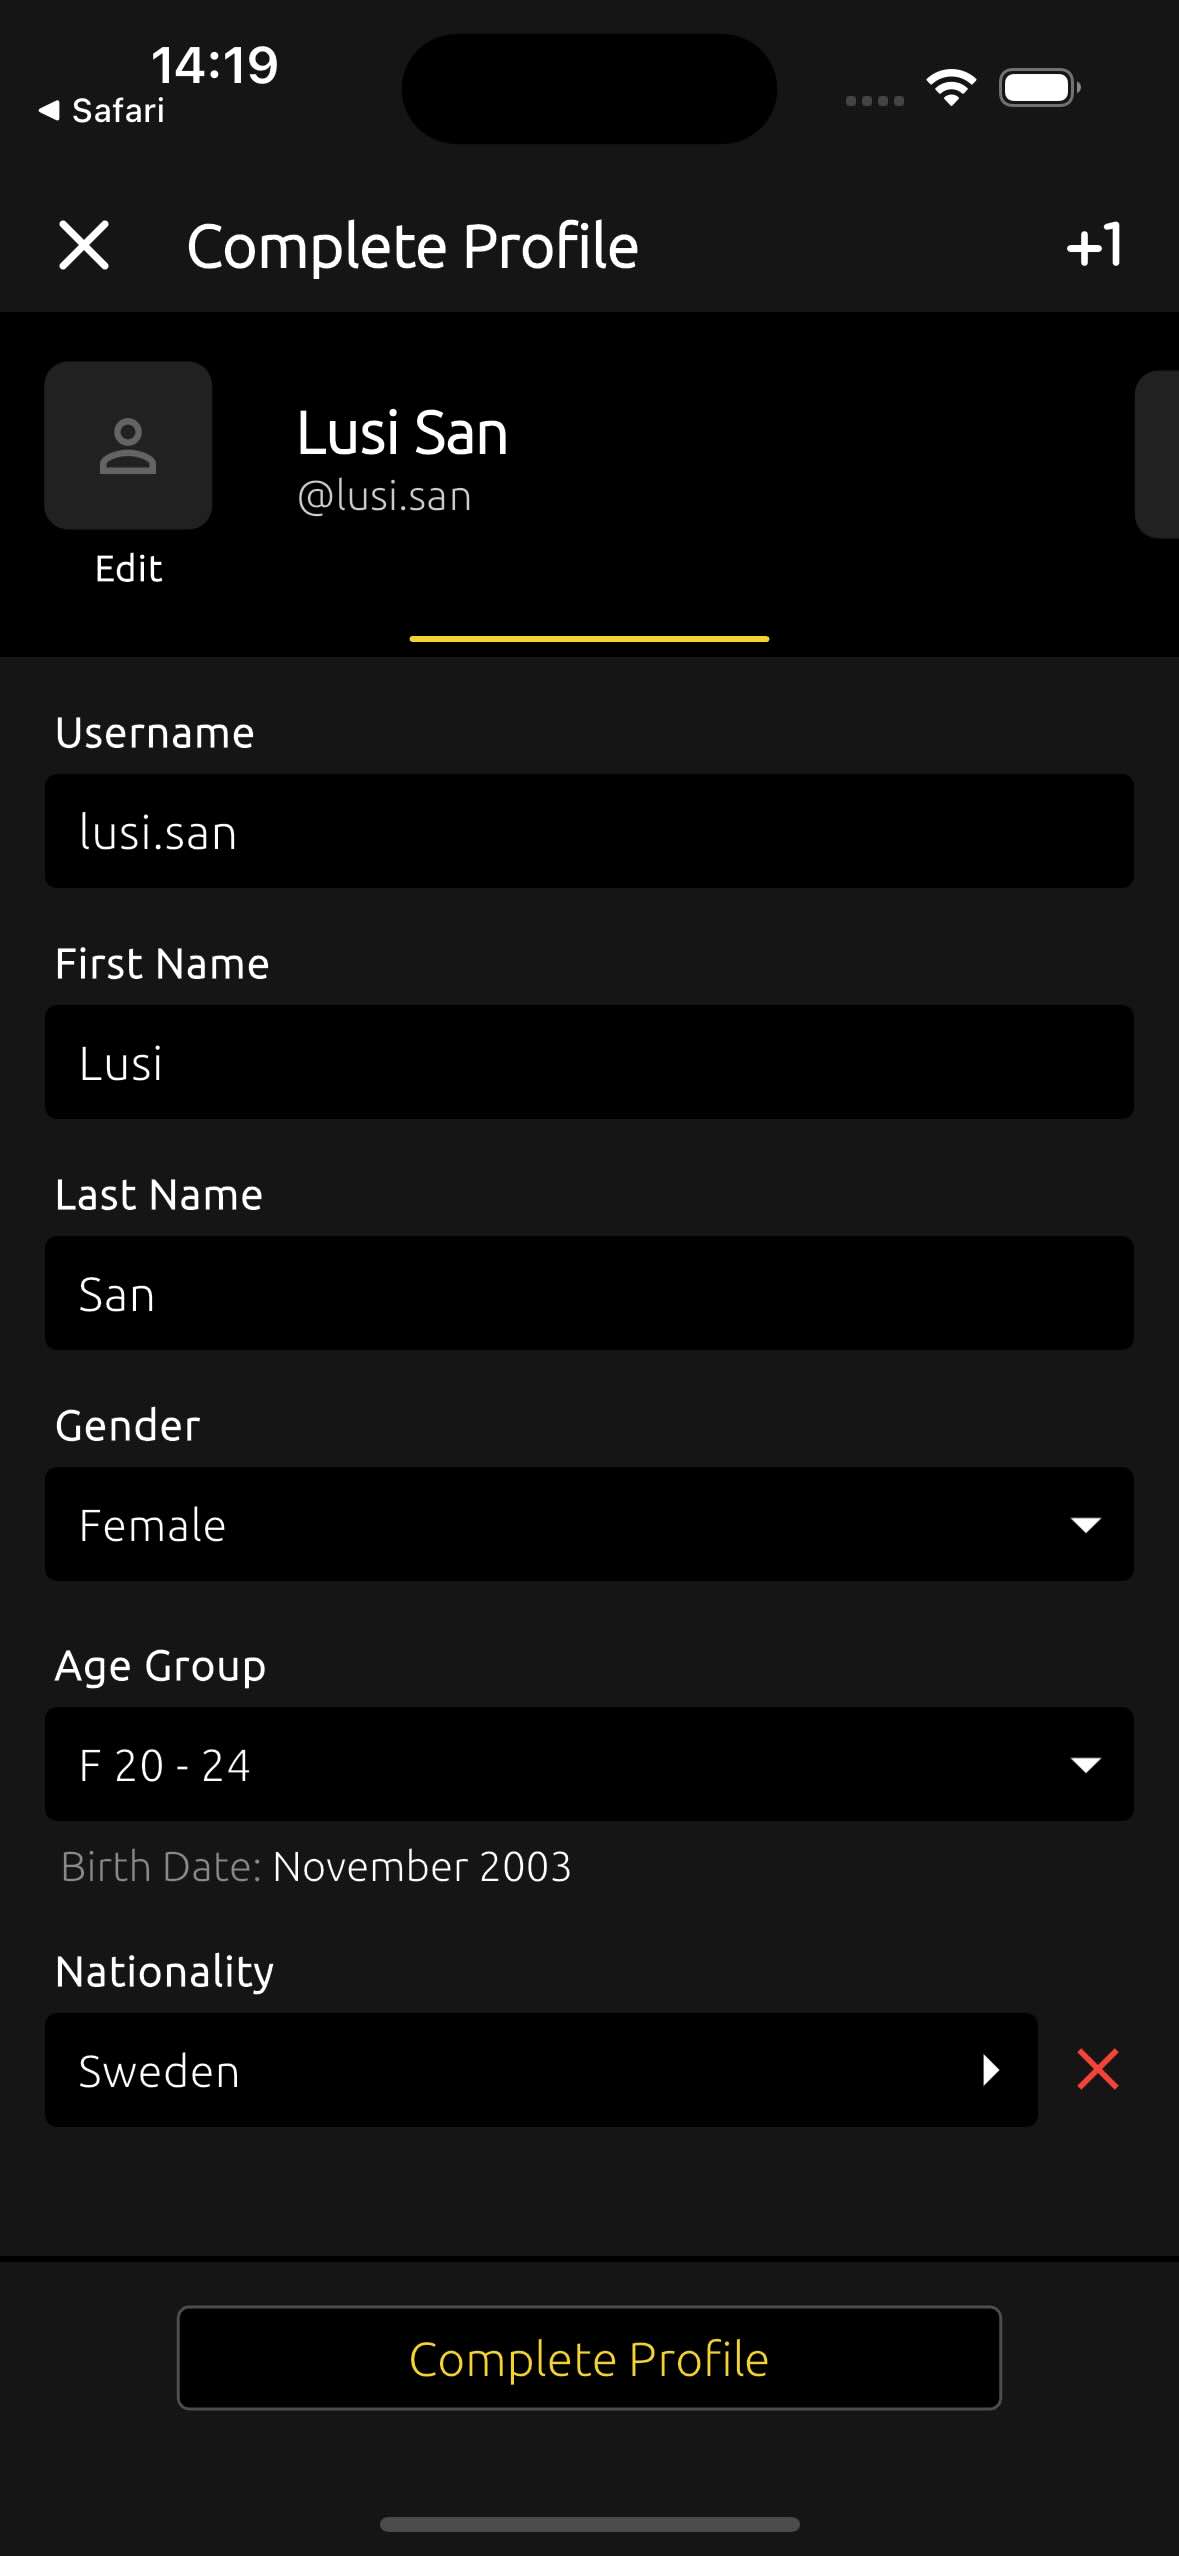 14:19
Safari
Complete Profile
+1
Lusi San
@lusi.san
Edit
Username
lusi.san
First Name
Lusi
Last Name
San
Gender
Female
Age Group
F 20 - 24
Birth Date: November 2003
Nationality
Sweden
Complete Profile